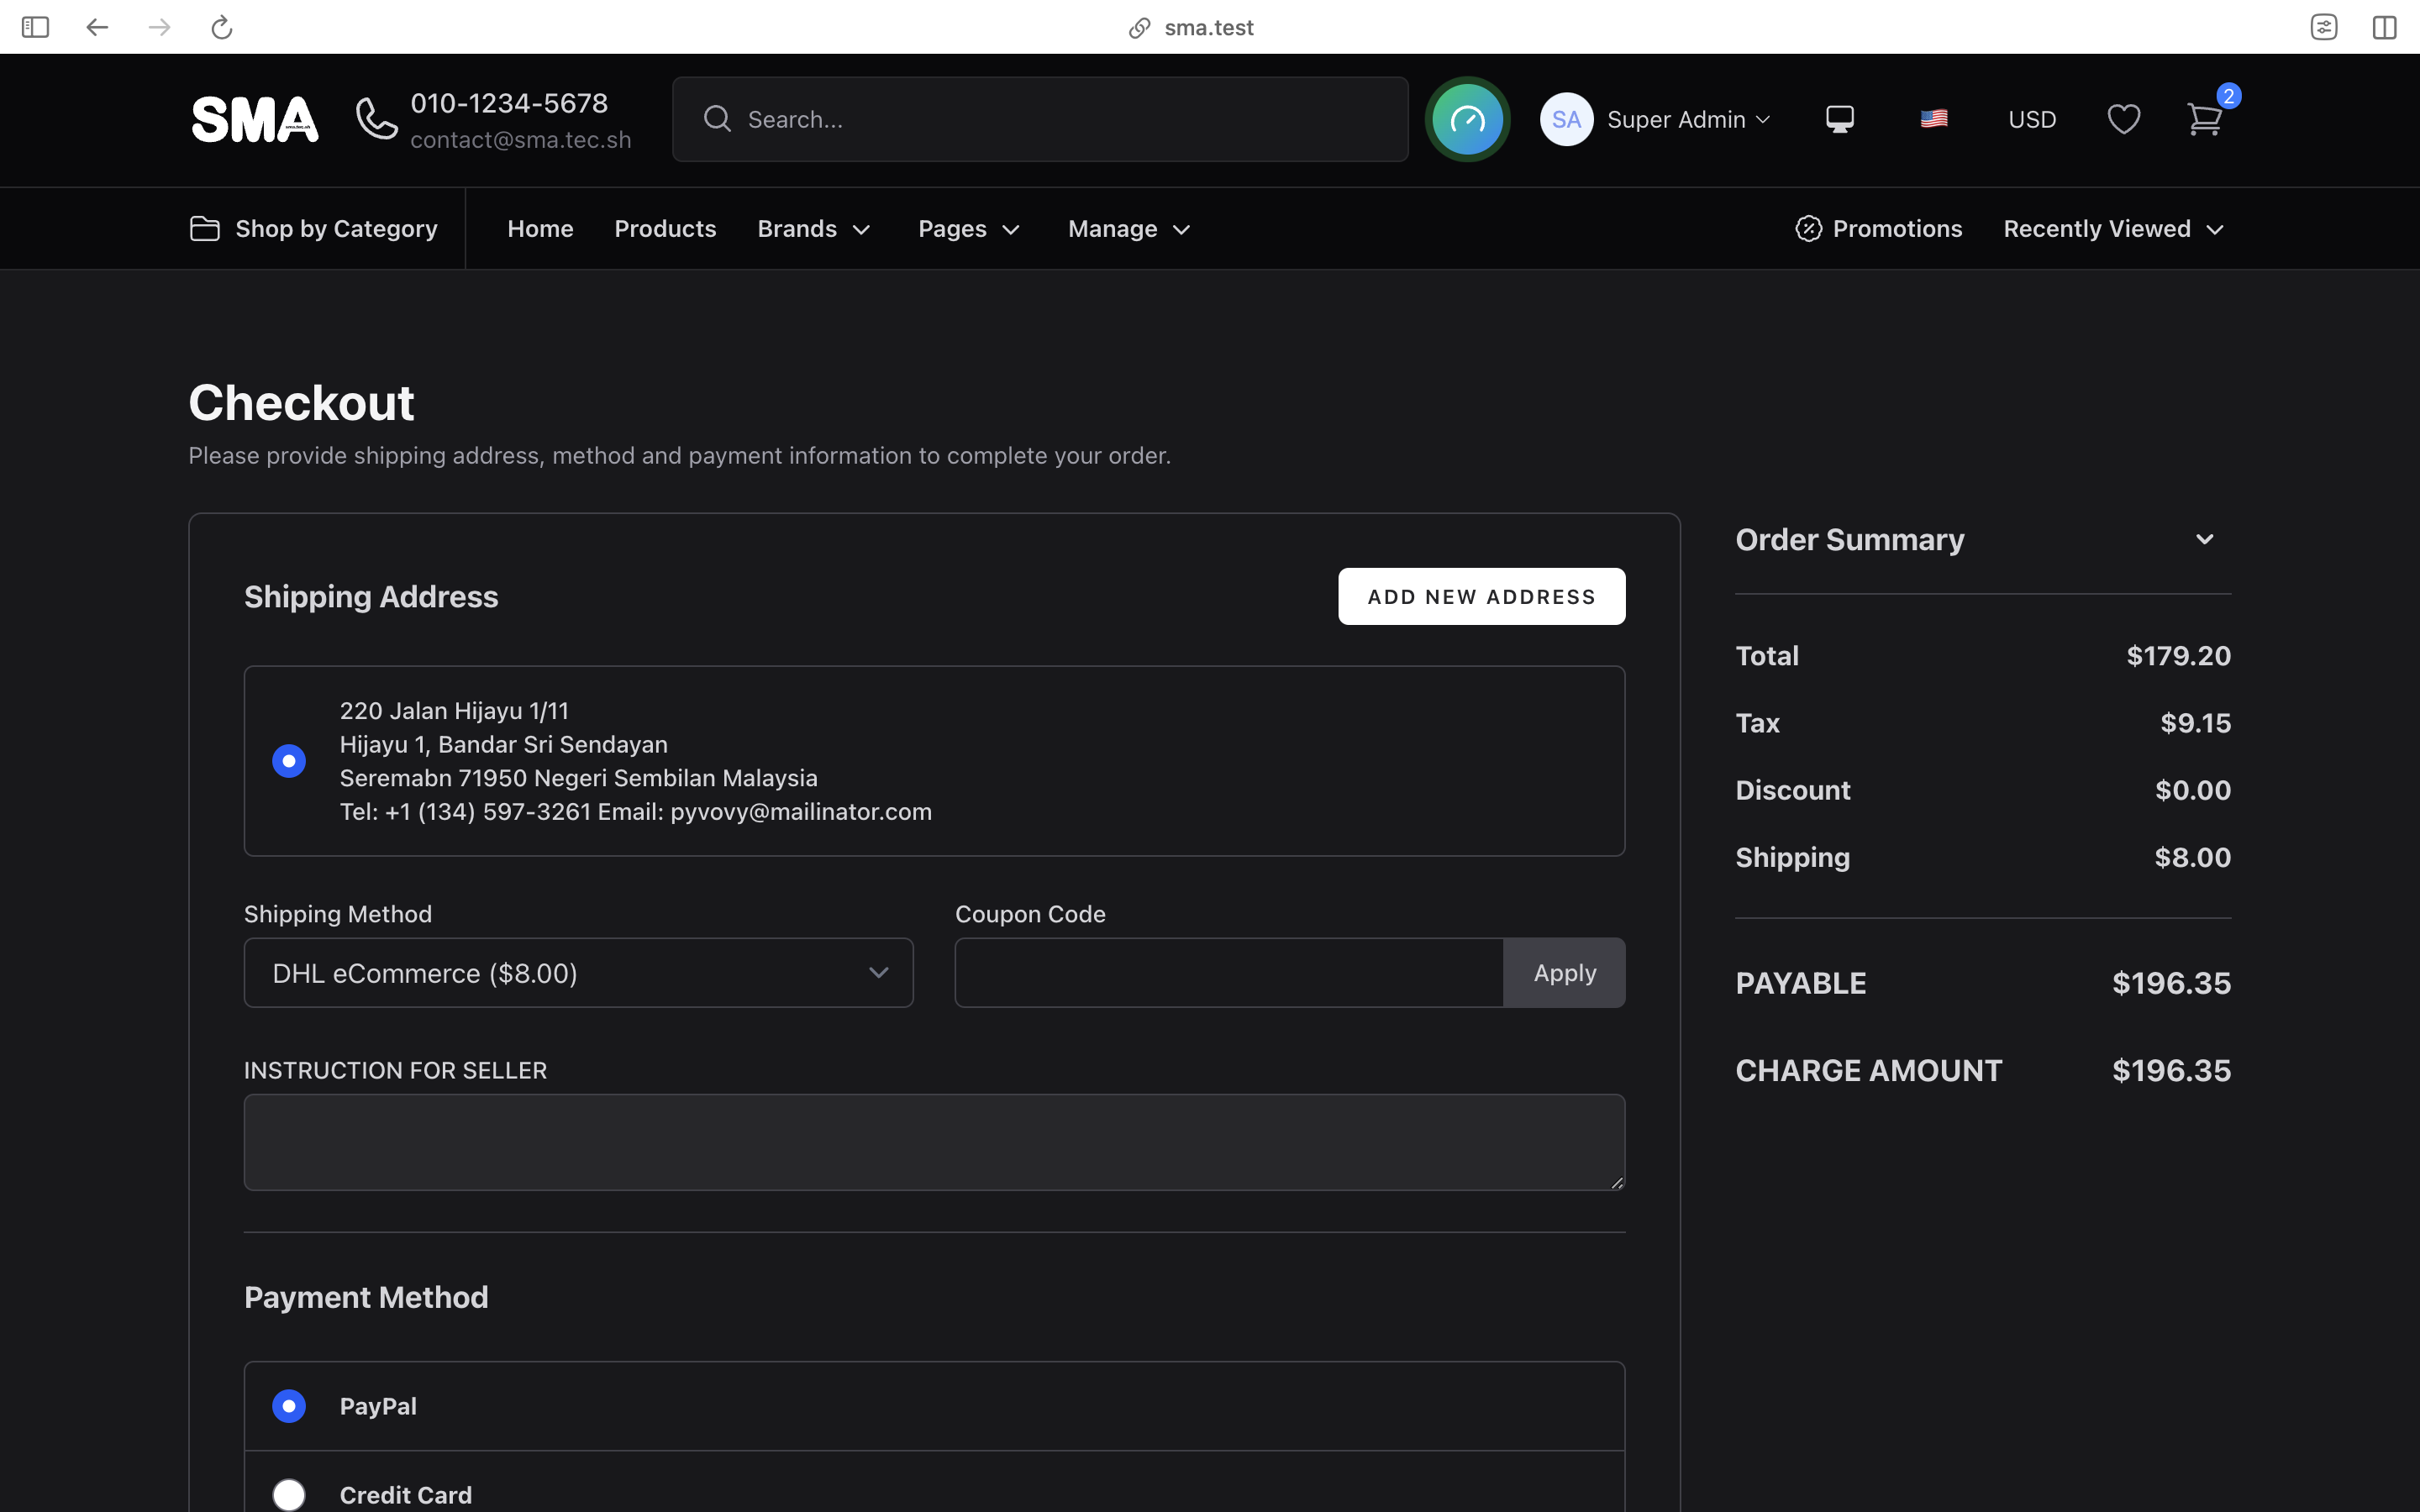 sma.test
SMA
010-1234-5678
contact@sma.tec.sh
Search...
SA
Super Admin
USD
2
Shop by Category
Home
Products
Brands
Pages
Manage
Promotions
Recently Viewed
Checkout
Please provide shipping address, method and payment information to complete your order.
Shipping Address
ADD NEW ADDRESS
220 Jalan Hijayu 1/11
Hijayu 1, Bandar Sri Sendayan
Seremabn 71950 Negeri Sembilan Malaysia
Tel: +1 (134) 597-3261 Email: pyvovy@mailinator.com
Shipping Method
DHL eCommerce ($8.00)
Coupon Code
Apply
INSTRUCTION FOR SELLER
Payment Method
PayPal
Credit Card
Order Summary
Total $179.20
Tax $9.15
Discount $0.00
Shipping $8.00
PAYABLE $196.35
CHARGE AMOUNT $196.35